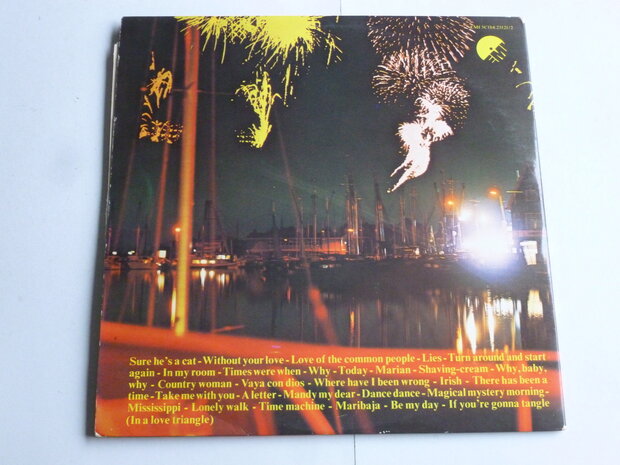 Sure he's a cat - Without your love - Love of the common people - Lies - Turn around and start
again - In my room - Times were when - Why - Today - Marian - Shaving-cream - Why, baby,
why - Country woman - Vaya con dios - Where have I been wrong - Irish - There has been a
time - Take me with you - A letter - Mandy my dear - Dance dance - Magical mystery morning -
Mississippi - Lonely walk - Time machine - Maribaja - Be my day - If you're gonna tangle
(In a love triangle)